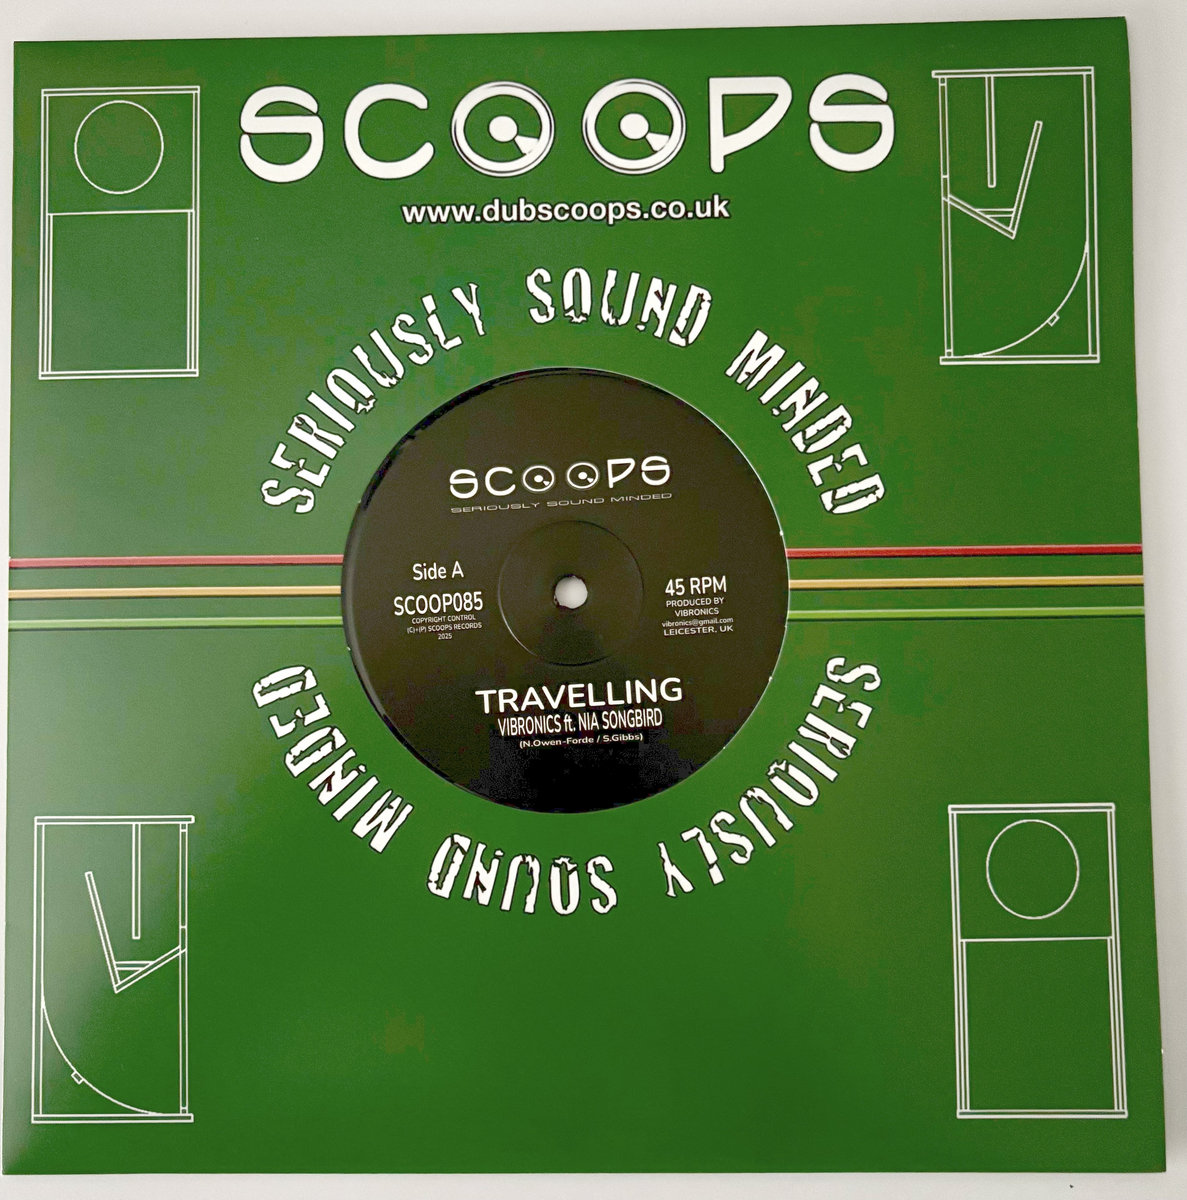 SCOOPS
www.dubscoops.co.uk
SERIOUSLY SOUND MINDED
SCOOPS
SERIOUSLY SOUND MINDED
Side A
SCOOP085
COPYRIGHT CONTROL
(C)+(P) SCOOPS RECORDS
2025
45 RPM
PRODUCED BY
VIBRONICS
vibronics@gmail.com
LEICESTER, UK
TRAVELLING
VIBRONICS ft. NIA SONGBIRD
(N.Owen-Forde / S.Gibbs)
SERIOUSLY SOUND MINDED